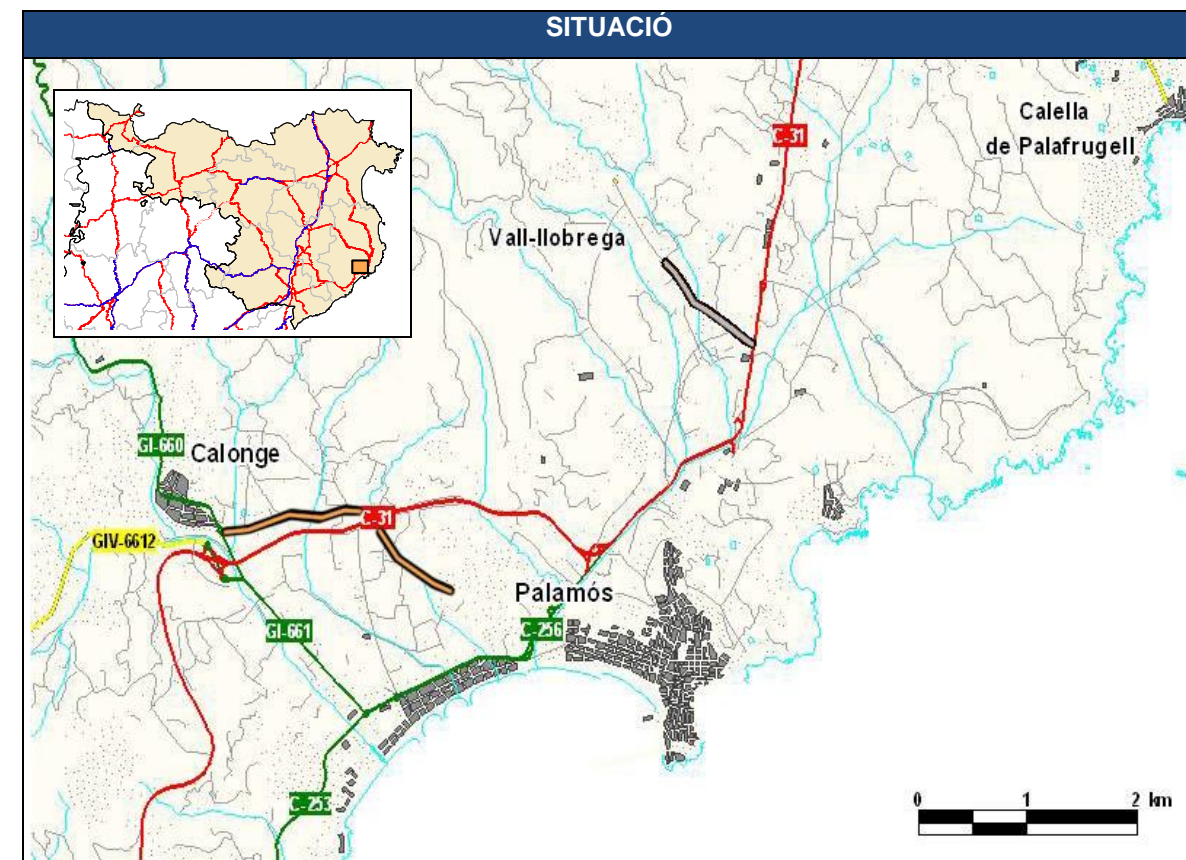 SITUACIÓ
C-31
Calella
de Palafrugell
Vall-llobrega
GI-660
Calonge
C-31
GIV-6612
Palamós
C-256
GI-661
C-253
0 1 2 km